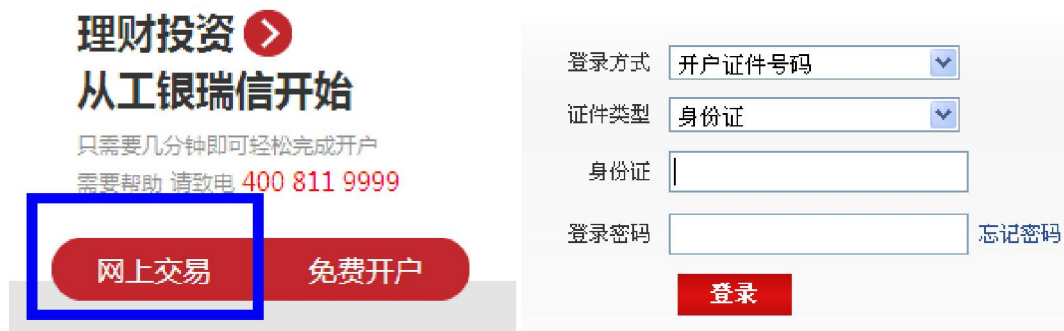 理财投资
从工银瑞信开始
只需要几分钟即可轻松完成开户
需要帮助 请致电 400 811 9999
网上交易 免费开户
登录方式 开户证件号码
证件类型 身份证
身份证
登录密码 忘记密码
登录